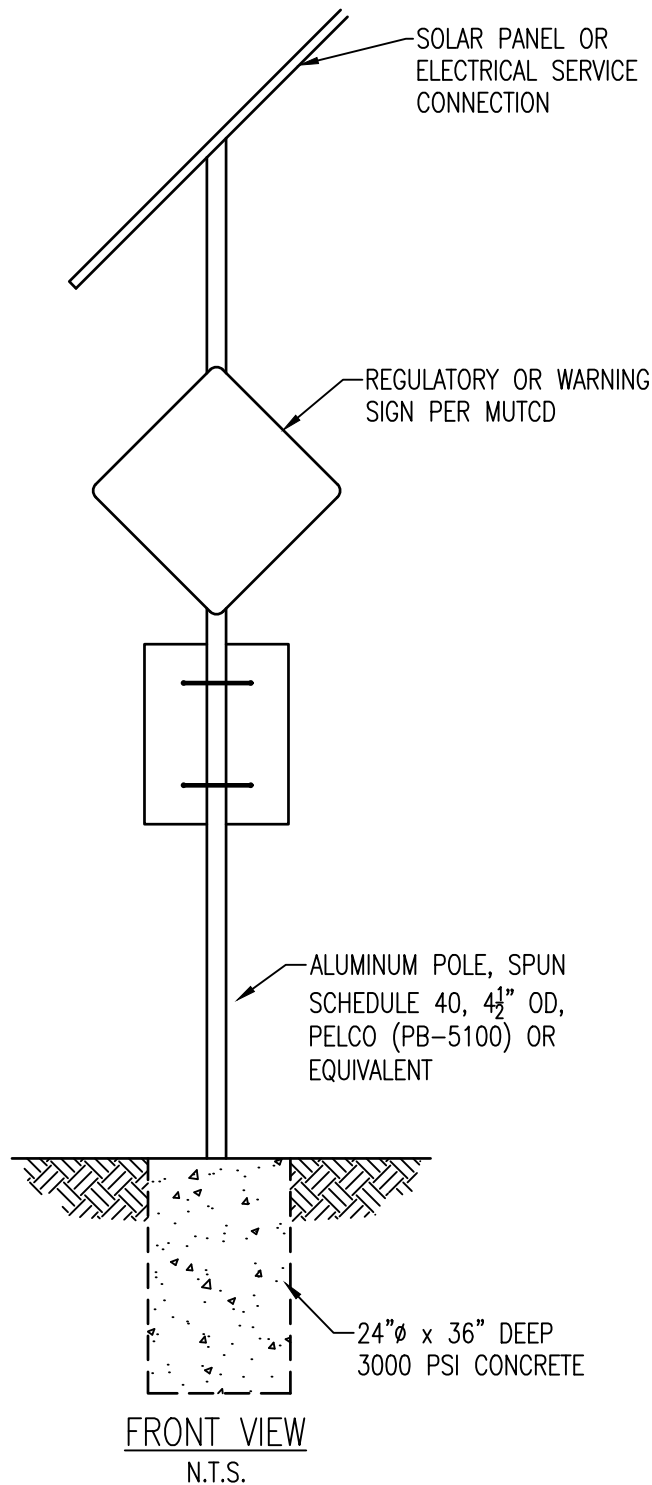 SOLAR PANEL OR
ELECTRICAL SERVICE
CONNECTION
REGULATORY OR WARNING
SIGN PER MUTCD
ALUMINUM POLE, SPUN
SCHEDULE 40, 4½" OD,
PELCO (PB-5100) OR
EQUIVALENT
24"ø x 36" DEEP
3000 PSI CONCRETE
FRONT VIEW
N.T.S.